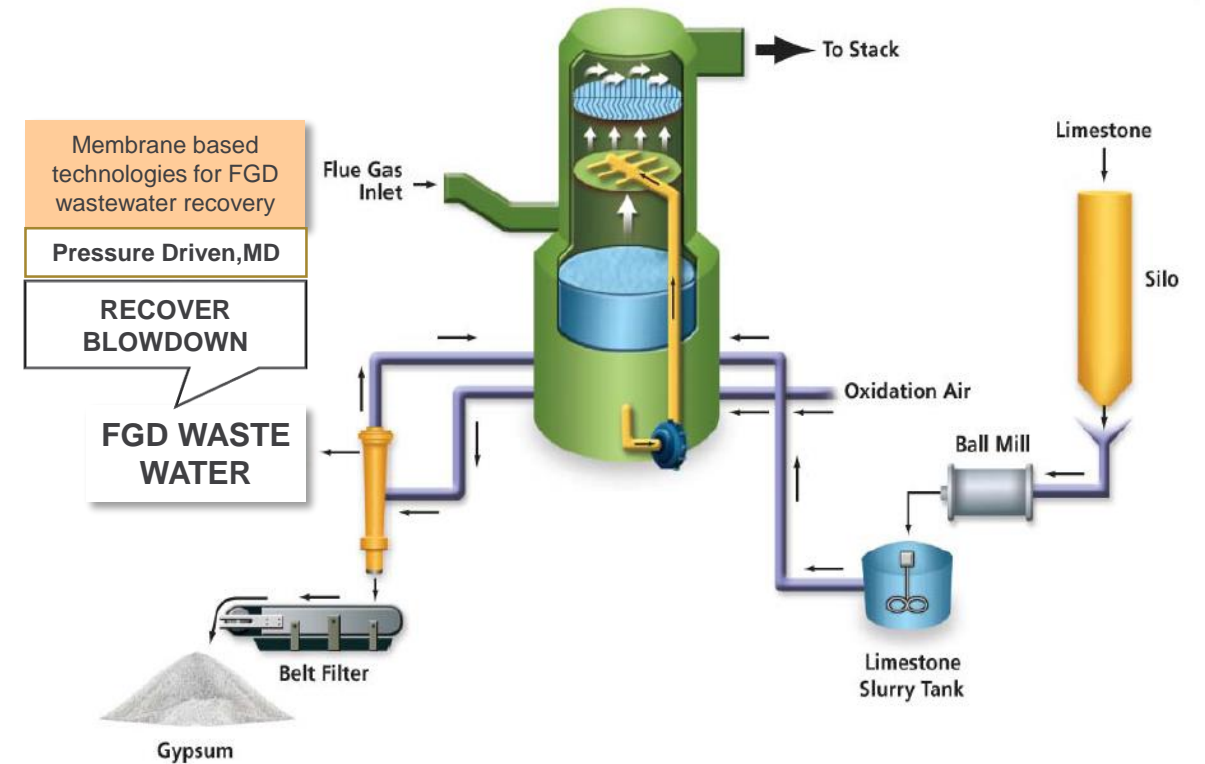 To Stack
Membrane based
technologies for FGD
wastewater recovery
Pressure Driven,MD
RECOVER
BLOWDOWN
FGD WASTE
WATER
Flue Gas
Inlet
Limestone
Silo
Oxidation Air
Ball Mill
Limestone
Slurry Tank
Belt Filter
Gypsum